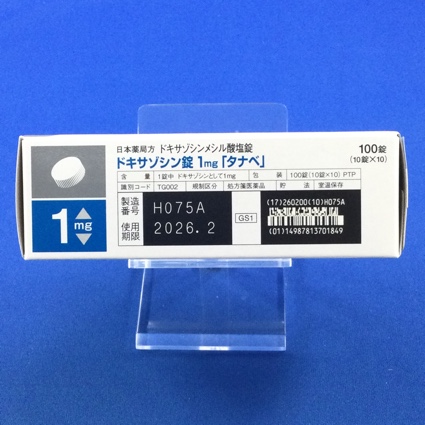 日本薬局方 ドキサゾシンメシル酸塩錠
ドキサゾシン錠 1mg「タナベ」
100錠
(10錠×10)
含量 1錠中 ドキサゾシンとして1mg 包装 100錠(10錠×10) PTP
識別コード TG002 規制区分 処方箋医薬品 貯法 室温保存
1mg
製造番号 H075A
使用期限 2026.2
GS1
(17)260200(10)H075A
(01)14987813701849